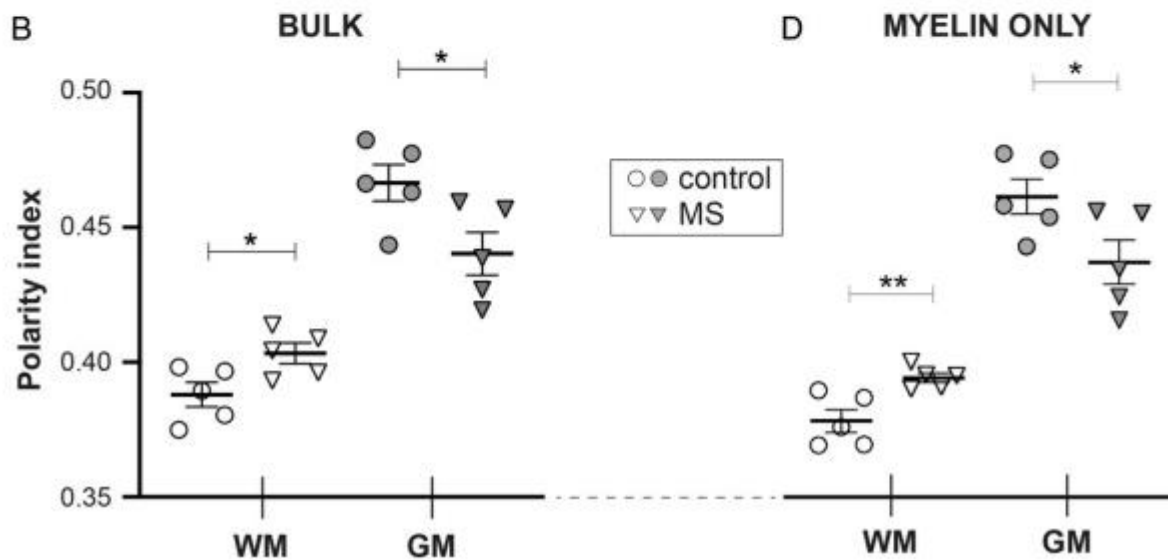 B BULK
D MYELIN ONLY
* *
* **
0.50
0.45
0.40
0.35
Polarity index
control
MS
WM GM
WM GM